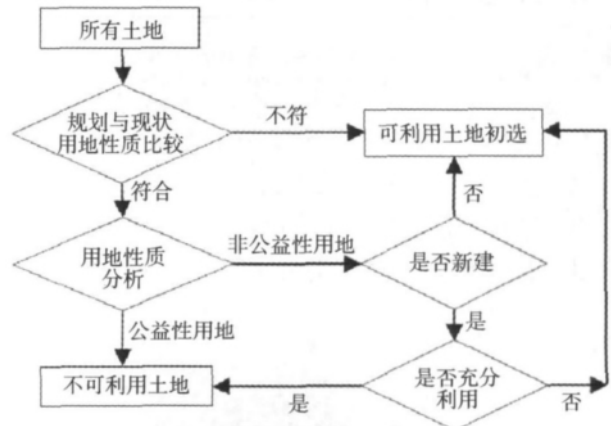 所有土地
规划与现状
用地性质比较
不符
可利用土地初选
符合
否
用地性质
分析
非公益性用地
是否新建
公益性用地
是
不可利用土地
是
是否充分
利用
否